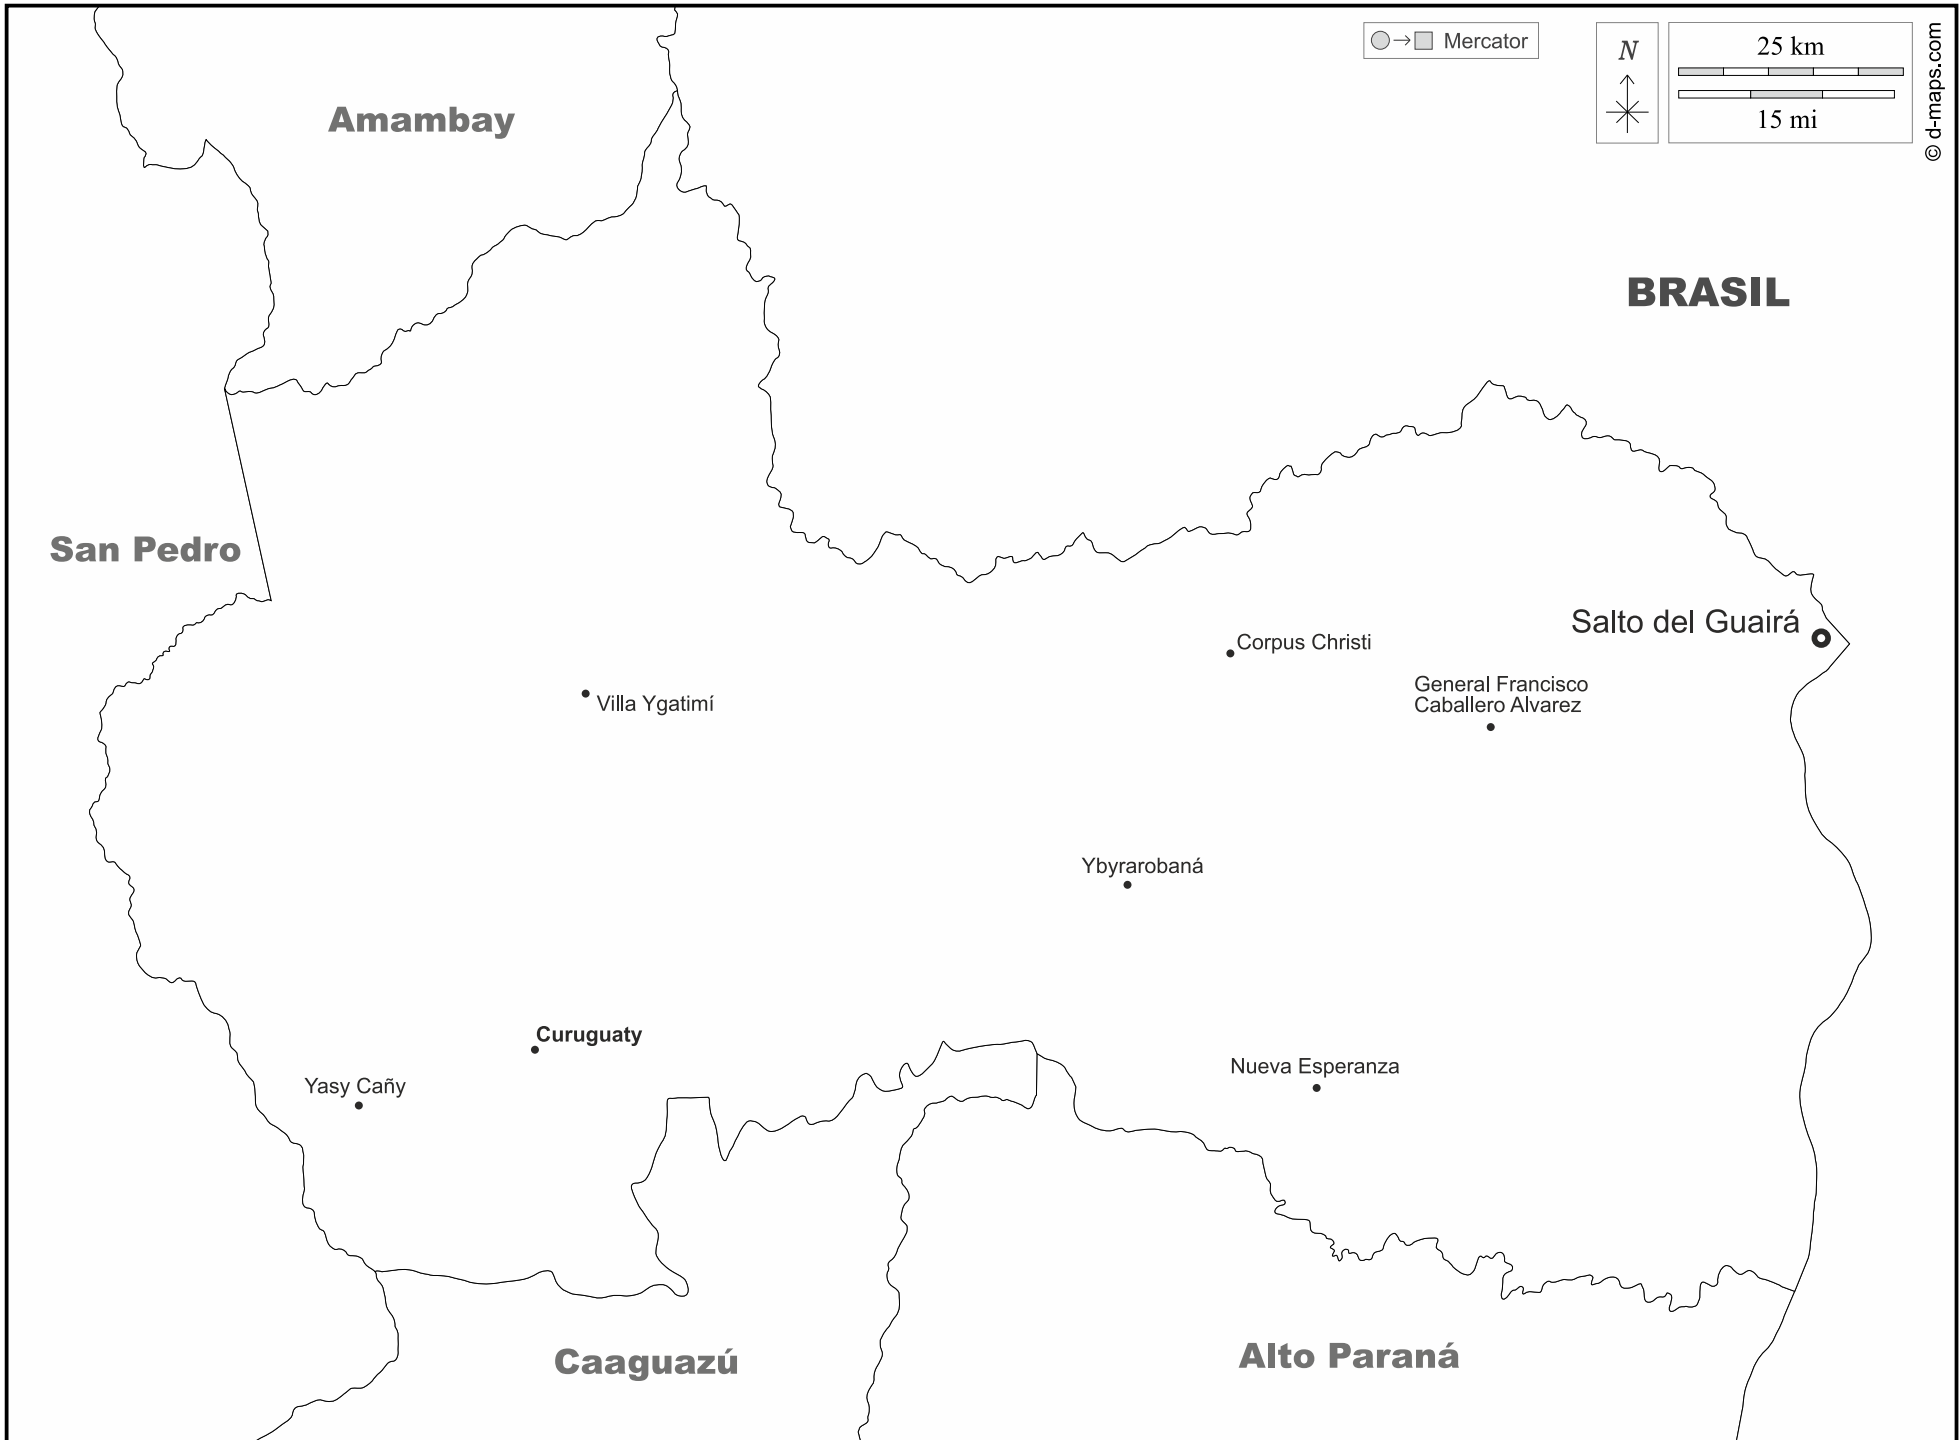 Mercator
N
25 km
15 mi
© d-maps.com
Amambay
BRASIL
San Pedro
Salto del Guairá
Corpus Christi
General Francisco
Caballero Alvarez
Villa Ygatimí
Ybyrarobaná
Curuguaty
Nueva Esperanza
Yasy Cañy
Caaguazú
Alto Paraná